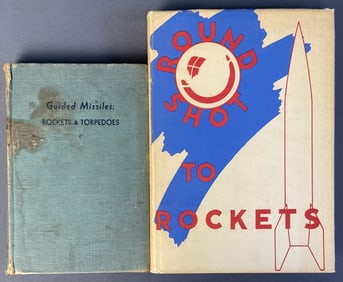 Guided Missiles:
ROCKETS & TORPEDOES
ROUND
SHOT
TO
ROCKETS